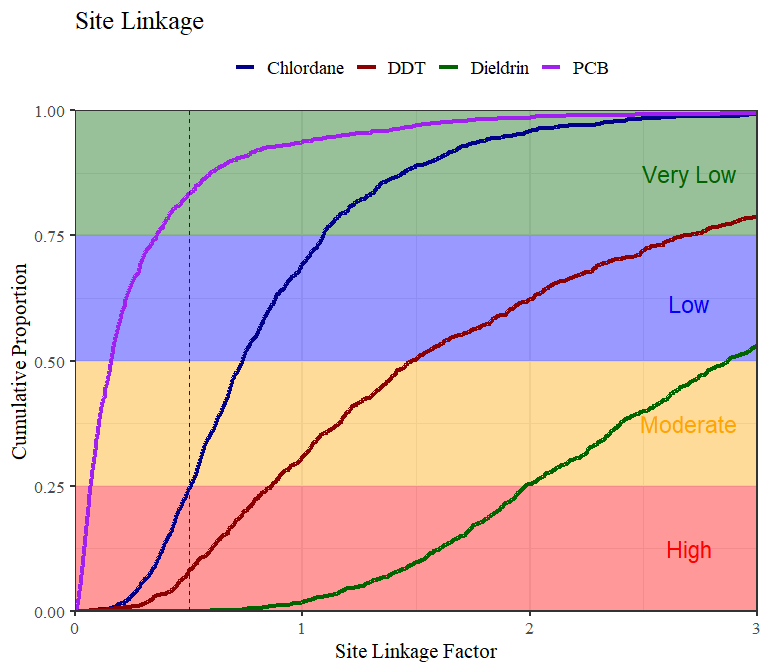 Site Linkage
Chlordane DDT Dieldrin PCB
1.00
Very Low
0.75
Low
0.50
Moderate
0.25
High
0.00
0 1 2 3
Cumulative Proportion
Site Linkage Factor